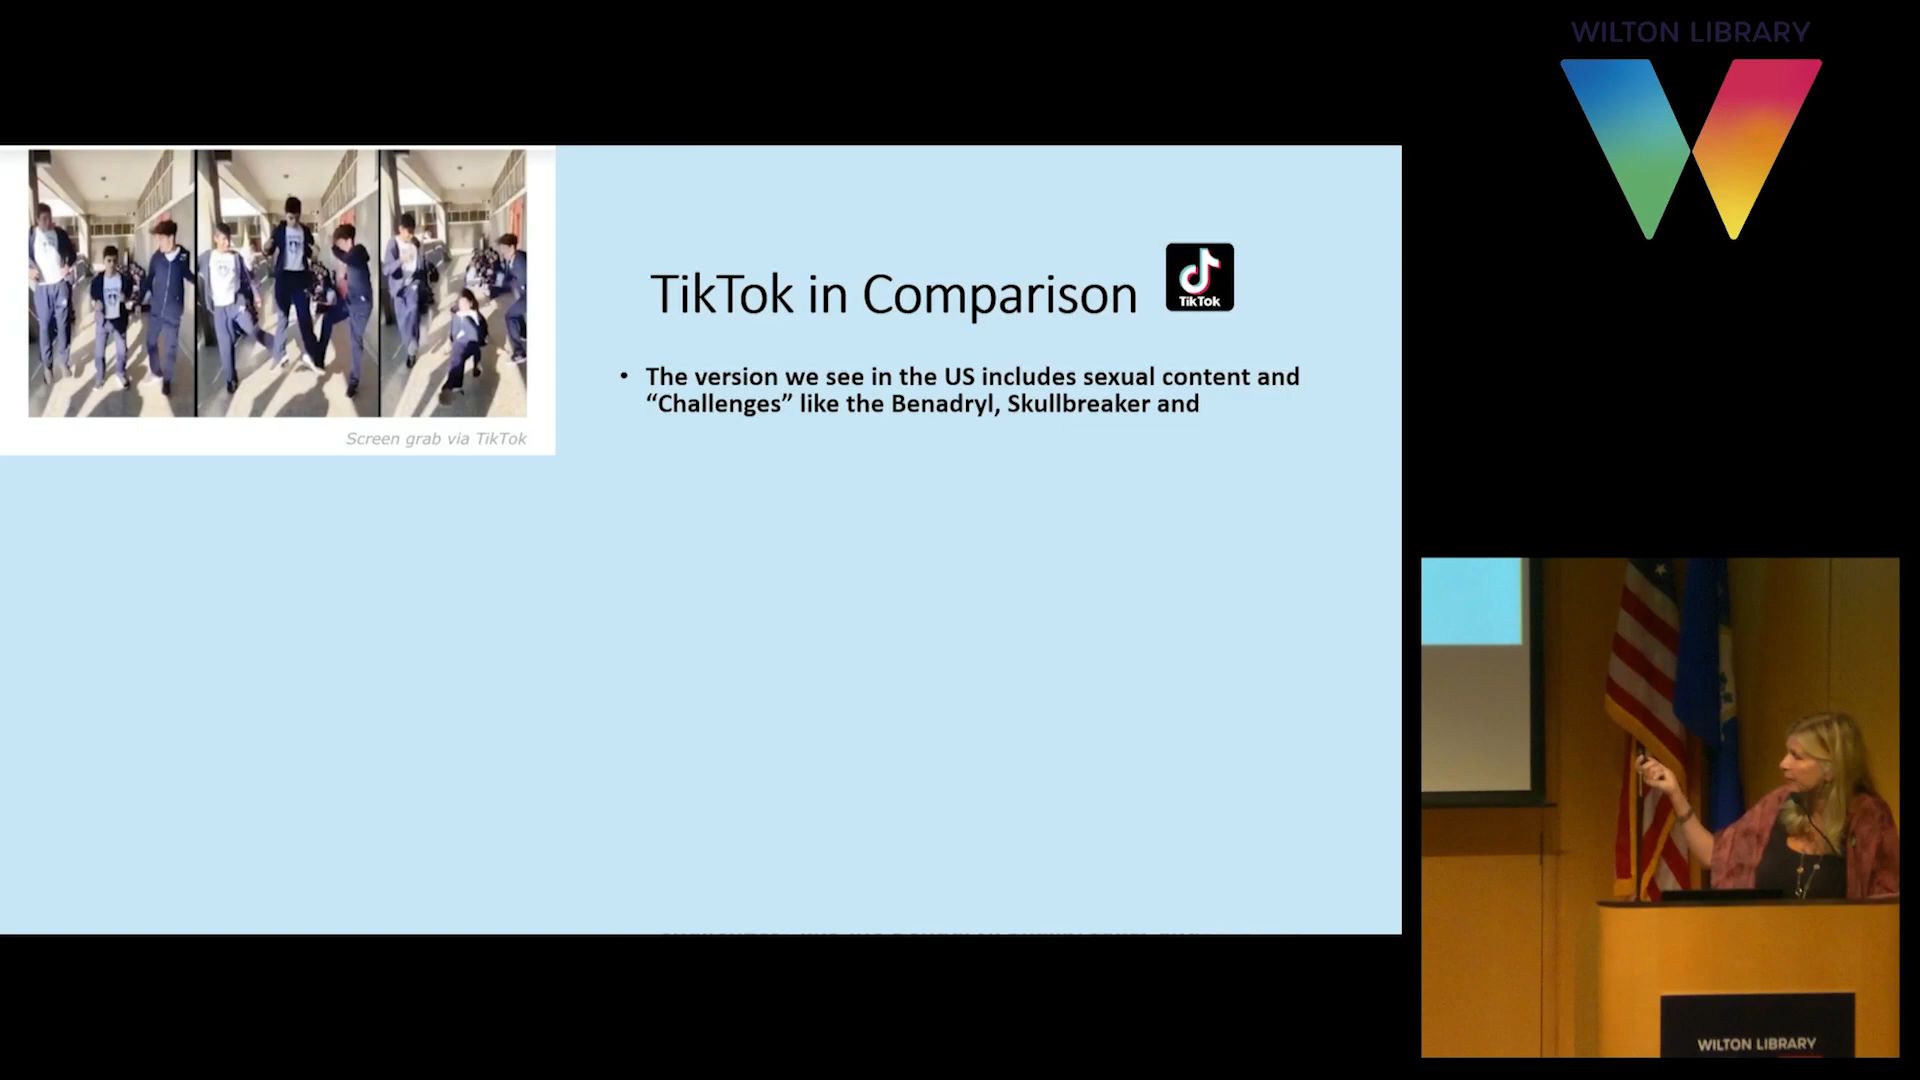 WILTON LIBRARY
TikTok in Comparison
TikTok
• The version we see in the US includes sexual content and
“Challenges” like the Benadryl, Skullbreaker and
Screen grab via TikTok
WILTON LIBRARY